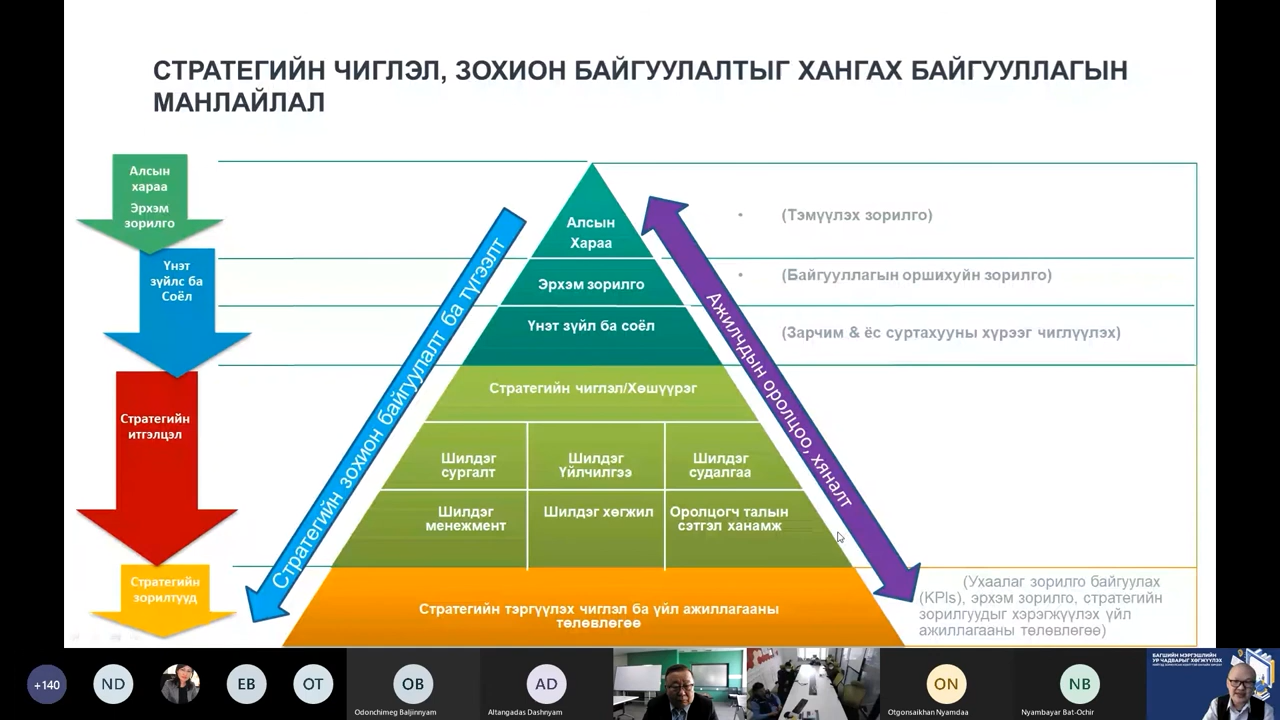 СТРАТЕГИЙН ЧИГЛЭЛ, ЗОХИОН БАЙГУУЛАЛТЫГ ХАНГАХ БАЙГУУЛЛАГЫН
МАНЛАЙЛАЛ
Алсын
хараа
Эрхэм
зорилго
Үнэт
зүйлс ба
Соёл
Стратегийн
итгэлцэл
Стратегийн
зорилтууд
Стратегийн зохион байгуулалт ба түгээлт
Алсын
Хараа
Эрхэм зорилго
Үнэт зүйл ба соёл
Стратегийн чиглэл/Хөшүүрэг
Шилдэг
сургалт
Шилдэг
Үйлчилгээ
Шилдэг
судалгаа
Шилдэг
менежмент
Шилдэг хөгжил
Оролцогч талын
сэтгэл ханамж
Стратегийн тэргүүлэх чиглэл ба үйл ажиллагааны
төлөвлөгөө
Ажилчдын оролцоо, хяналт
• (Тэмүүлэх зорилго)
• (Байгууллагын оршихуйн зорилго)
(Зарчим & ёс суртахууны хүрээг чиглүүлэх)
(Ухаалаг зорилго байгуулах
(KPIs), эрхэм зорилго, стратегийн
зорилгуудыг хэрэгжүүлэх үйл
ажиллагааны төлөвлөгөө)
+140
ND
EB
OT
OB
Odonchimeg Baljinnyam
AD
Altangadas Dashnyam
ON
Otgonsaikhan Nyamdaa
NB
Nyambayar Bat-Ochir
БАГШИЙН МЭРГЭШЛИЙН
УР ЧАДВАРЫГ ХӨГЖҮҮЛЭХ